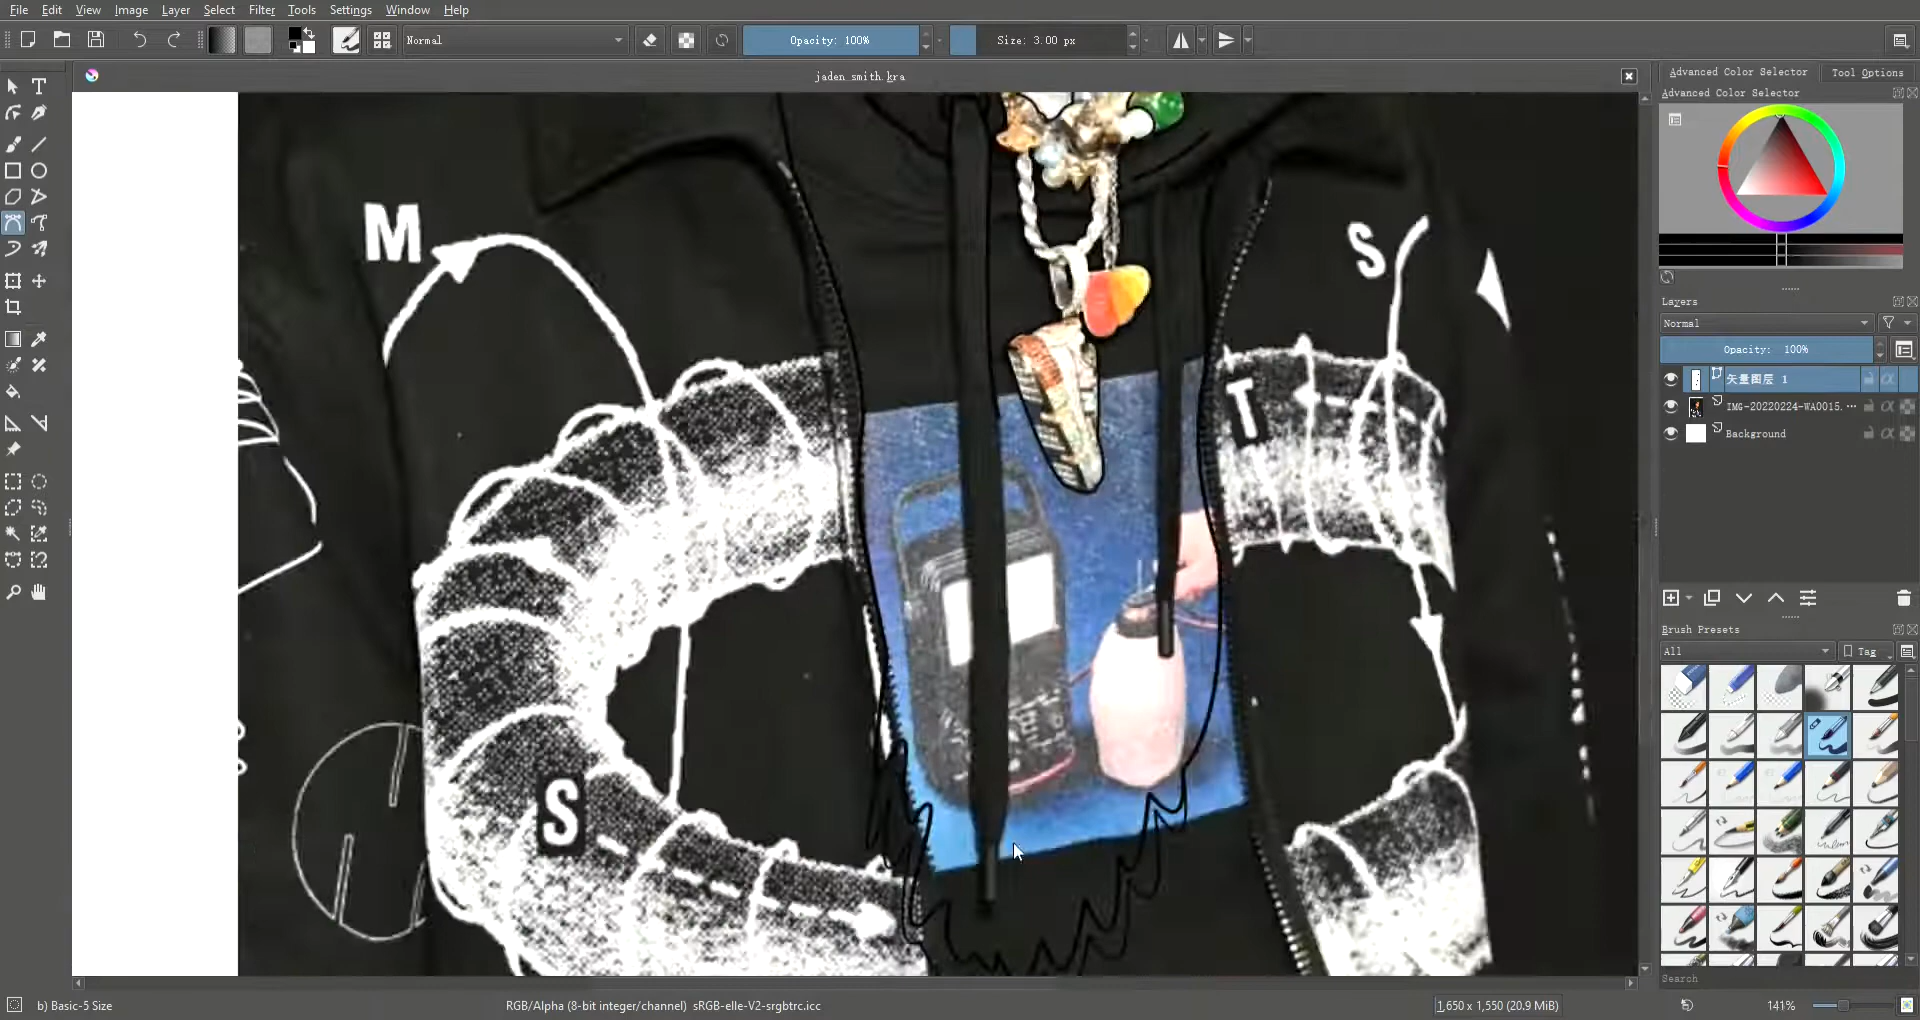 File Edit View Image Layer Select Filter Tools Settings Window Help
Normal
Opacity: 100%
Size: 3.00 px
jaden smith.kra
Advanced Color Selector
Tool Options
Advanced Color Selector
Layers
Normal
Opacity: 100%
矢量图层 1
IMG-20220224-WA0015. ···
Background
Brush Presets
All
Tag
Search
M
S
T
S
b) Basic-5 Size
RGB/Alpha (8-bit integer/channel) sRGB-elle-V2-srgbtrc.icc
1,650 x 1,550 (20.9 MiB)
141%